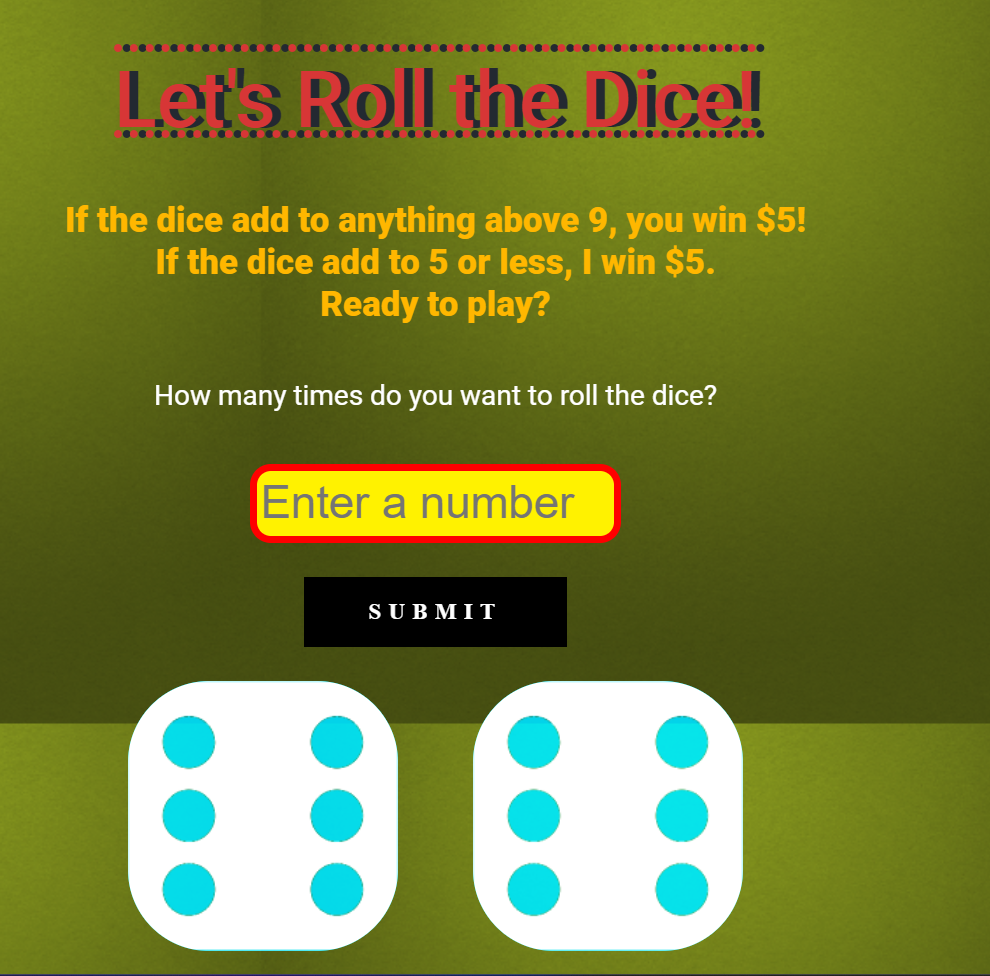 Let's Roll the Dice!
If the dice add to anything above 9, you win $5!
If the dice add to 5 or less, I win $5.
Ready to play?
How many times do you want to roll the dice?
Enter a number
SUBMIT